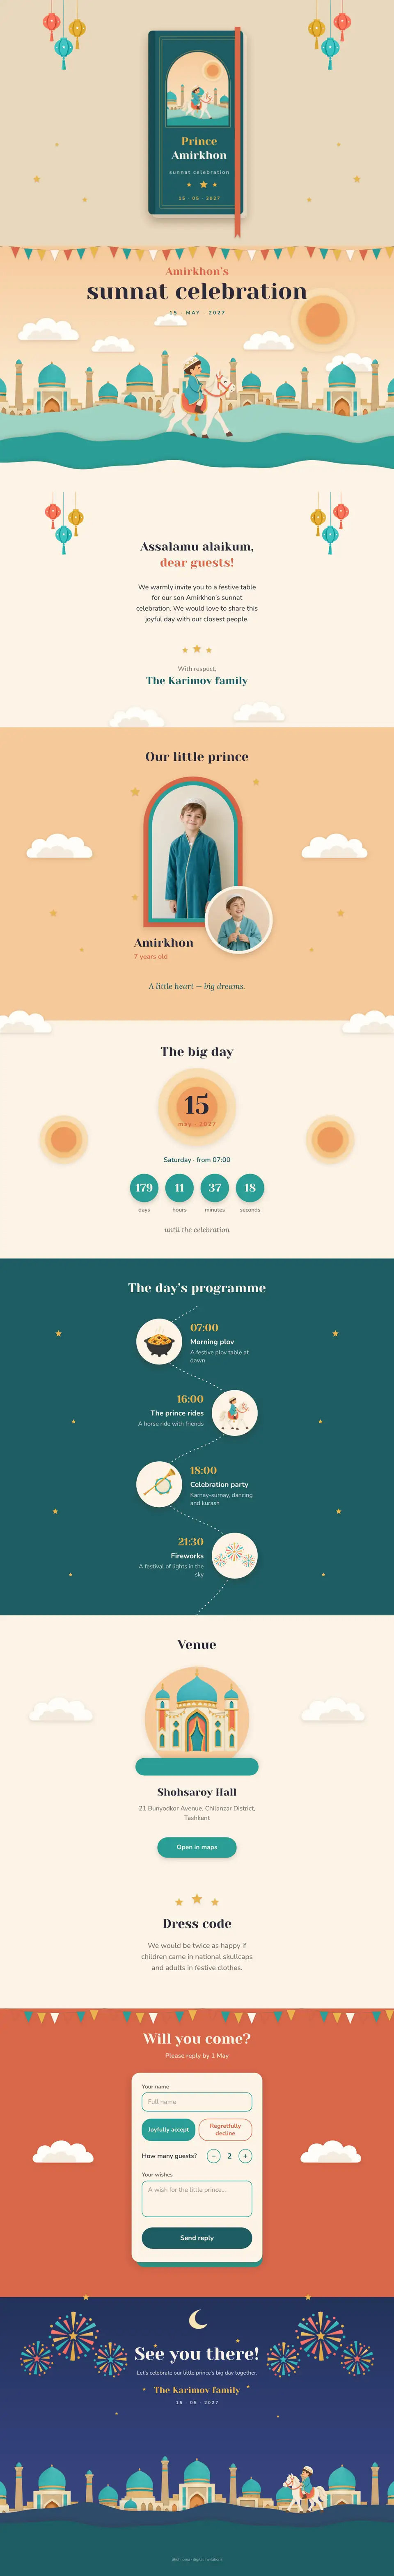 Prince
Amirkhon
sunnat celebration
15 · 05 · 2027
Amirkhon's
sunnat celebration
15 · MAY · 2027
Assalamu alaikum,
dear guests!
We warmly invite you to a festive table
for our son Amirkhon's sunnat
celebration. We would love to share this
joyful day with our closest people.
With respect,
The Karimov family
Our little prince
Amirkhon
7 years old
A little heart — big dreams.
The big day
15
may · 2027
Saturday · from 07:00
179
11
37
18
days
hours
minutes
seconds
until the celebration
The day's programme
07:00
Morning plov
A festive plov table at
dawn
16:00
The prince rides
A horse ride with friends
18:00
Celebration party
Karnay-surnay, dancing
and kurash
21:30
Fireworks
A festival of lights in the
sky
Venue
Shohsaroy Hall
21 Bunyodkor Avenue, Chilanzar District,
Tashkent
Open in maps
Dress code
We would be twice as happy if
children came in national skullcaps
and adults in festive clothes.
Will you come?
Please reply by 1 May
Your name
Full name
Joyfully accept
Regretfully
decline
How many guests?
−
2
+
Your wishes
A wish for the little prince...
Send reply
See you there!
Let's celebrate our little prince's big day together.
The Karimov family
15 · 05 · 2027
digital invitations